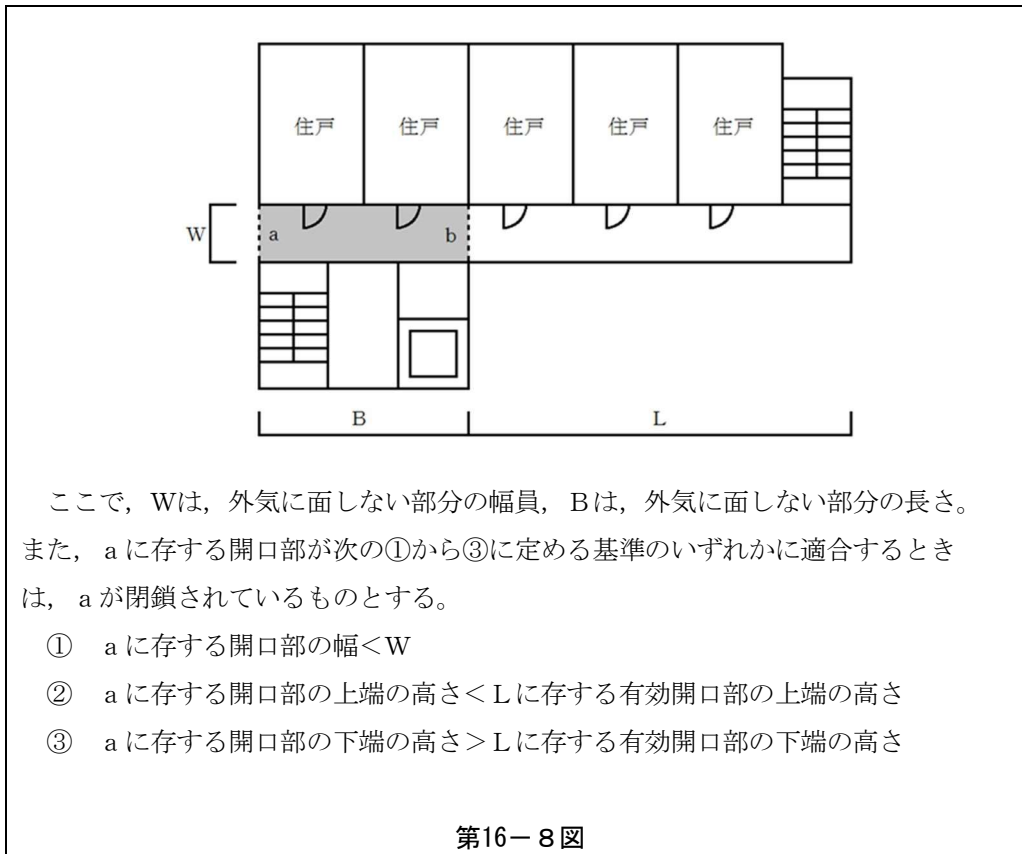 住戸 住戸 住戸 住戸 住戸
W a b
B L
ここで，Wは，外気に面しない部分の幅員，Bは，外気に面しない部分の長さ。
また，ａに存する開口部が次の①から③に定める基準のいずれかに適合するとき
は，ａが閉鎖されているものとする。
① ａに存する開口部の幅＜W
② ａに存する開口部の上端の高さ＜Lに存する有効開口部の上端の高さ
③ ａに存する開口部の下端の高さ＞Lに存する有効開口部の下端の高さ
第16－８図